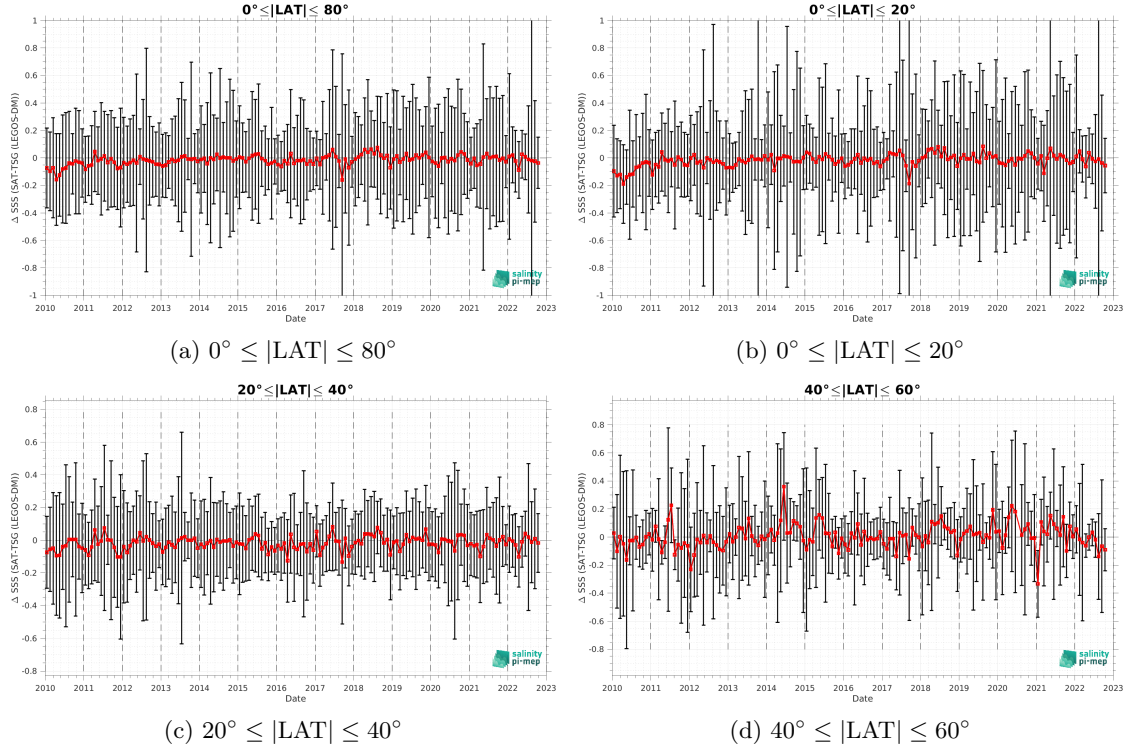 0°≤|LAT|≤ 80°
1
0.8
0.6
0.4
0.2
0
-0.2
-0.4
-0.6
-0.8
-1
Δ SSS (SAT-TSG (LEGOS-DM))
salinity
pi-mep
2010 2011 2012 2013 2014 2015 2016 2017 2018 2019 2020 2021 2022 2023
Date
(a) 0° ≤ |LAT| ≤ 80°
0°≤|LAT|≤ 20°
1
0.8
0.6
0.4
0.2
0
-0.2
-0.4
-0.6
-0.8
-1
Δ SSS (SAT-TSG (LEGOS-DM))
salinity
pi-mep
2010 2011 2012 2013 2014 2015 2016 2017 2018 2019 2020 2021 2022 2023
Date
(b) 0° ≤ |LAT| ≤ 20°
20°≤|LAT|≤ 40°
0.8
0.6
0.4
0.2
0
-0.2
-0.4
-0.6
-0.8
Δ SSS (SAT-TSG (LEGOS-DM))
salinity
pi-mep
2010 2011 2012 2013 2014 2015 2016 2017 2018 2019 2020 2021 2022 2023
Date
(c) 20° ≤ |LAT| ≤ 40°
40°≤|LAT|≤ 60°
0.8
0.6
0.4
0.2
0
-0.2
-0.4
-0.6
-0.8
Δ SSS (SAT-TSG (LEGOS-DM))
salinity
pi-mep
2010 2011 2012 2013 2014 2015 2016 2017 2018 2019 2020 2021 2022 2023
Date
(d) 40° ≤ |LAT| ≤ 60°